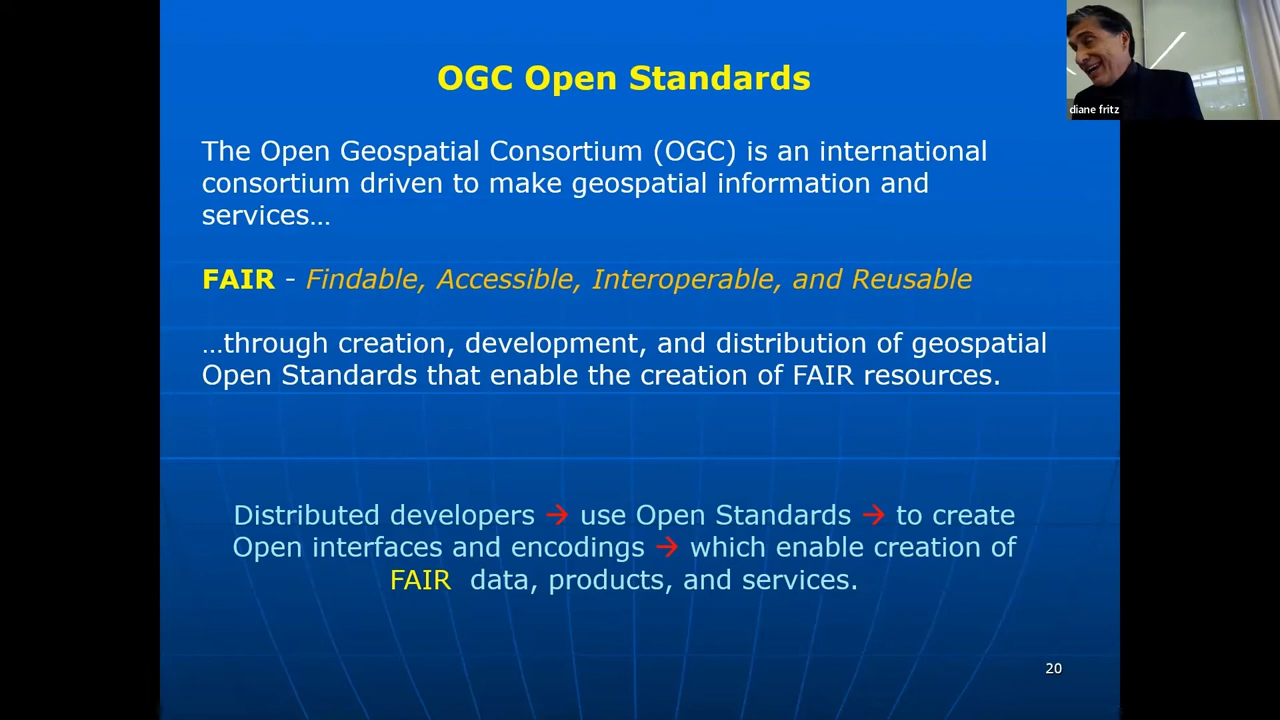 OGC Open Standards
diane fritz
The Open Geospatial Consortium (OGC) is an international
consortium driven to make geospatial information and
services…
FAIR - Findable, Accessible, Interoperable, and Reusable
…through creation, development, and distribution of geospatial
Open Standards that enable the creation of FAIR resources.
Distributed developers → use Open Standards → to create
Open interfaces and encodings → which enable creation of
FAIR data, products, and services.
20